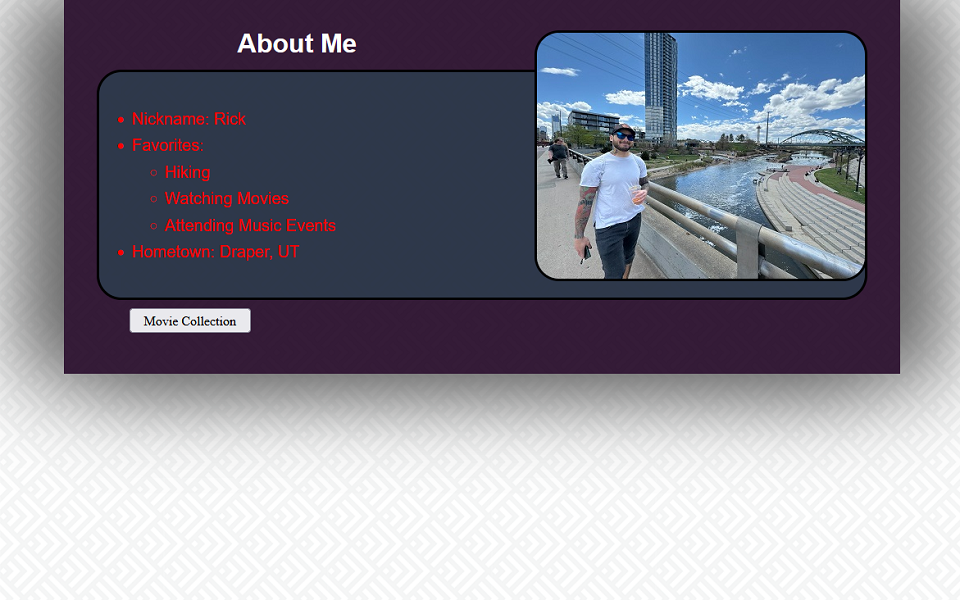 About Me
Nickname: Rick
Favorites:
Hiking
Watching Movies
Attending Music Events
Hometown: Draper, UT
Movie Collection